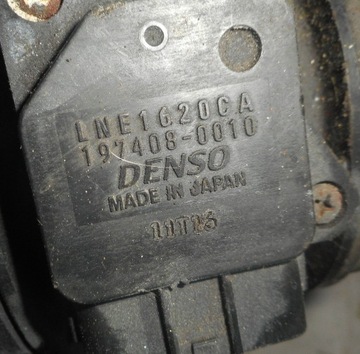 LNE1620CA
197408-0010
DENSO
MADE IN JAPAN